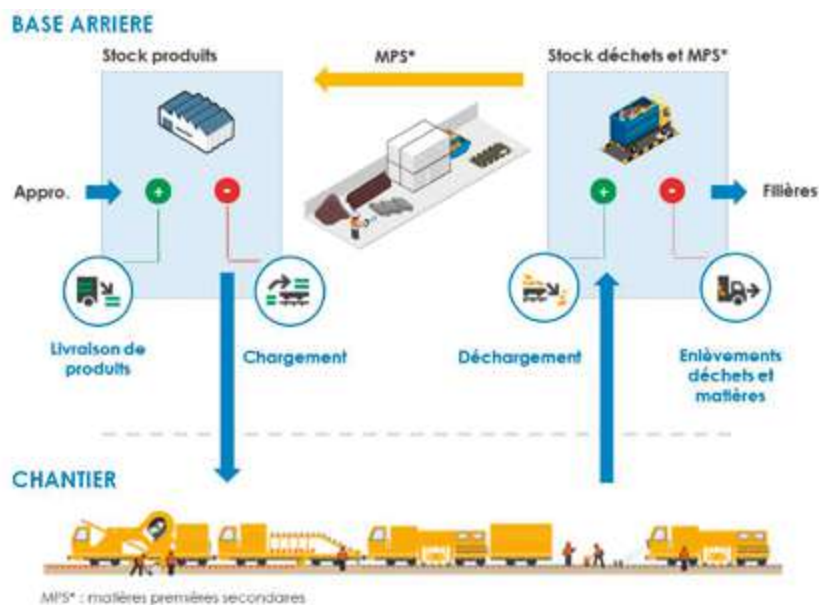 BASE ARRIERE
Stock produits
MPS*
Stock déchets et MPS*
Appro.
+
-
+
-
Filières
Livraison de
produits
Chargement
Déchargement
Enlèvements
déchets et
matières
CHANTIER
MPS* : matières premières secondaires